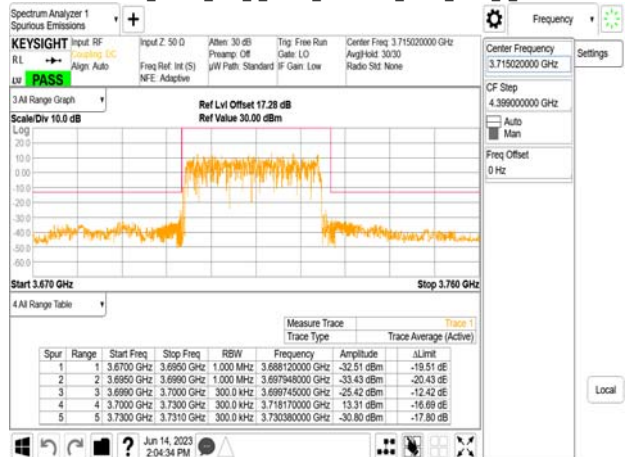 Spectrum Analyzer 1
Spurious Emissions
+
Frequency
KEYSIGHT
RL
LXI PASS
Input: RF
Coupling: DC
Align: Auto
Input Z: 50 Ω
Freq Ref: Int (S)
NFE: Adaptive
Atten: 30 dB
Preamp: Off
µW Path: Standard
Trig: Free Run
Gate: LO
IF Gain: Low
Center Freq: 3.715020000 GHz
Avg|Hold: 30/30
Radio Std: None
Center Frequency
3.715020000 GHz
Settings
CF Step
4.399000000 GHz
Auto
Man
Freq Offset
0 Hz
Local
3 All Range Graph
Scale/Div 10.0 dB
Ref Lvl Offset 17.28 dB
Ref Value 30.00 dBm
Log
20.0
10.0
0.00
-10.0
-20.0
-30.0
-40.0
-50.0
-60.0
Start 3.670 GHz
Stop 3.760 GHz
4 All Range Table
Measure Trace Trace 1
Trace Type Trace Average (Active)
Spur Range Start Freq Stop Freq RBW Frequency Amplitude ΔLimit
1 1 3.6700 GHz 3.6950 GHz 1.000 MHz 3.688120000 GHz -32.51 dBm -19.51 dB
2 2 3.6950 GHz 3.6990 GHz 1.000 MHz 3.697948000 GHz -33.43 dBm -20.43 dB
3 3 3.6990 GHz 3.7000 GHz 300.0 kHz 3.699745000 GHz -25.42 dBm -12.42 dB
4 4 3.7000 GHz 3.7300 GHz 300.0 kHz 3.718170000 GHz 13.31 dBm -16.69 dB
5 5 3.7300 GHz 3.7310 GHz 300.0 kHz 3.730380000 GHz -30.80 dBm -17.80 dB
?
Jun 14, 2023
2:04:34 PM